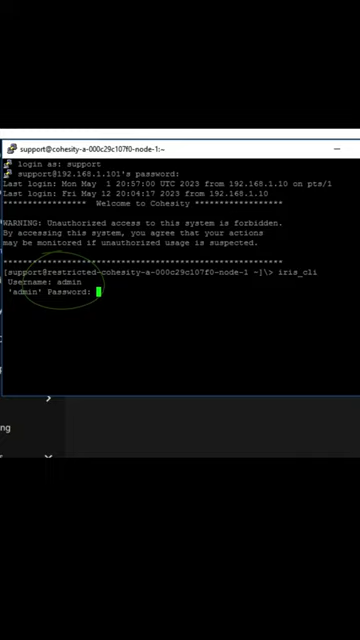 support@cohesity-a-000c29c107f0-node-1:~
login as: support
support@192.168.1.101's password:
Last login: Mon May  1 20:57:00 UTC 2023 from 192.168.1.10 on pts/1
Last login: Fri May 12 20:04:17 2023 from 192.168.1.10
****************  Welcome to Cohesity  *****************
WARNING: Unauthorized access to this system is forbidden.
By accessing this system, you agree that your actions
may be monitored if unauthorized usage is suspected.
********************************************************
[support@restricted-cohesity-a-000c29c107f0-node-1 ~]\> iris_cli
Username: admin
'admin' Password:
ng